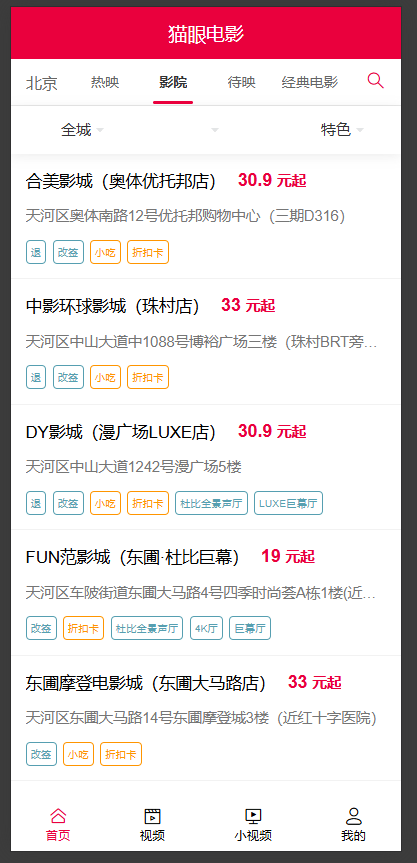 猫眼电影
北京 热映 影院 待映 经典电影
全城 特色
合美影城（奥体优托邦店） 30.9 元起
天河区奥体南路12号优托邦购物中心（三期D316）
退 改签 小吃 折扣卡
中影环球影城（珠村店） 33 元起
天河区中山大道中1088号博裕广场三楼（珠村BRT旁…
退 改签 小吃 折扣卡
DY影城（漫广场LUXE店） 30.9 元起
天河区中山大道1242号漫广场5楼
退 改签 小吃 折扣卡 杜比全景声厅 LUXE巨幕厅
FUN范影城（东圃·杜比巨幕） 19 元起
天河区车陂街道东圃大马路4号四季时尚荟A栋1楼(近…
改签 折扣卡 杜比全景声厅 4K厅 巨幕厅
东圃摩登电影城（东圃大马路店） 33 元起
天河区东圃大马路14号东圃摩登城3楼（近红十字医院）
改签 小吃 折扣卡
首页 视频 小视频 我的